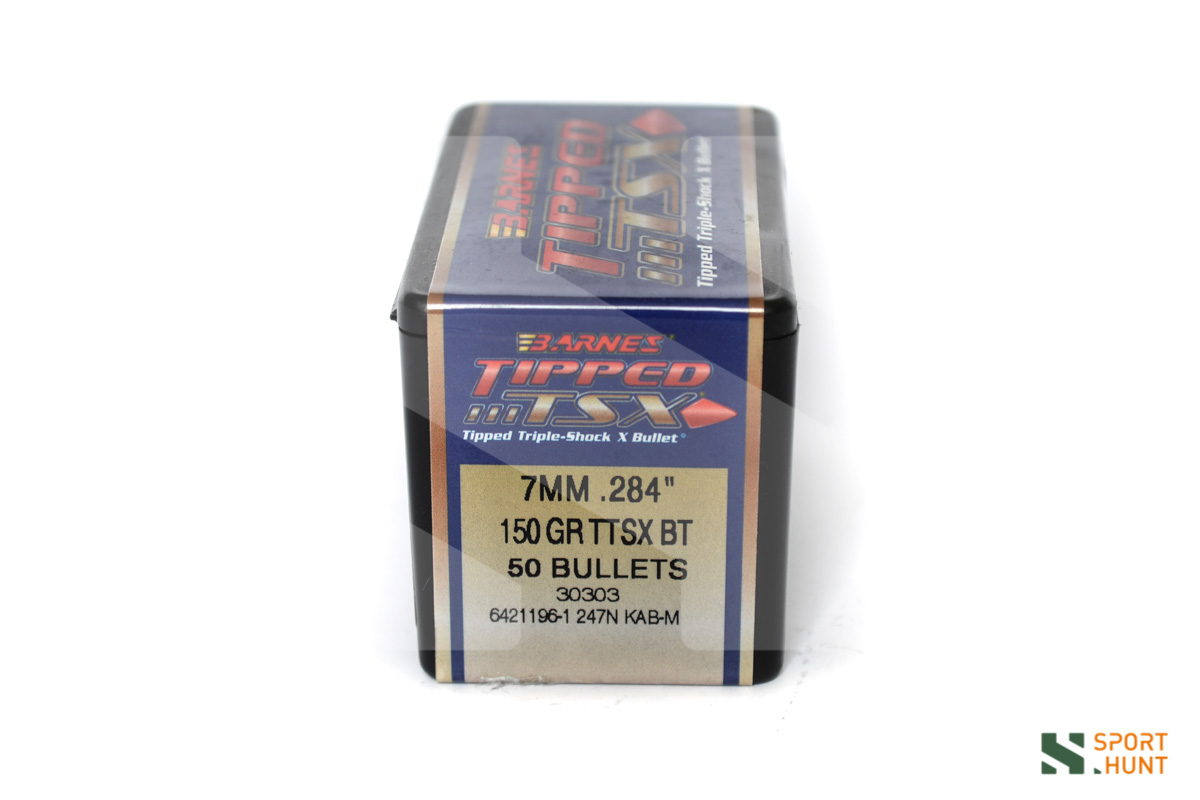 BARNES
TIPPED
TSX
Tipped Triple-Shock X Bullet
BARNES
TIPPED
TSX
Tipped Triple-Shock X Bullet
7MM .284"
150 GR TTSX BT
50 BULLETS
30303
6421196-1 247N KAB-M
SPORT
.HUNT